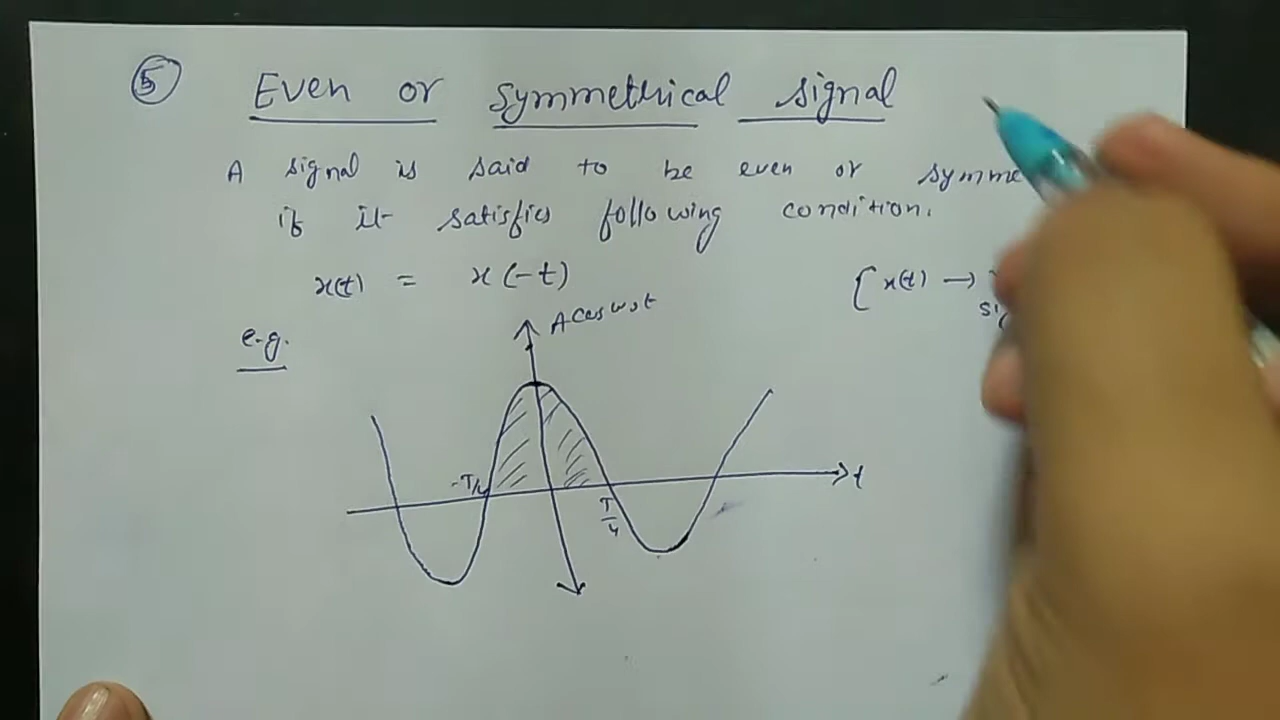 ⑤ Even or symmetrical signal
A signal is said to be even or symme
if it satisfies following condition.
x(t) = x(-t) [x(t) →
e.g.
A cos ω₀t
-T/4
T/4
t